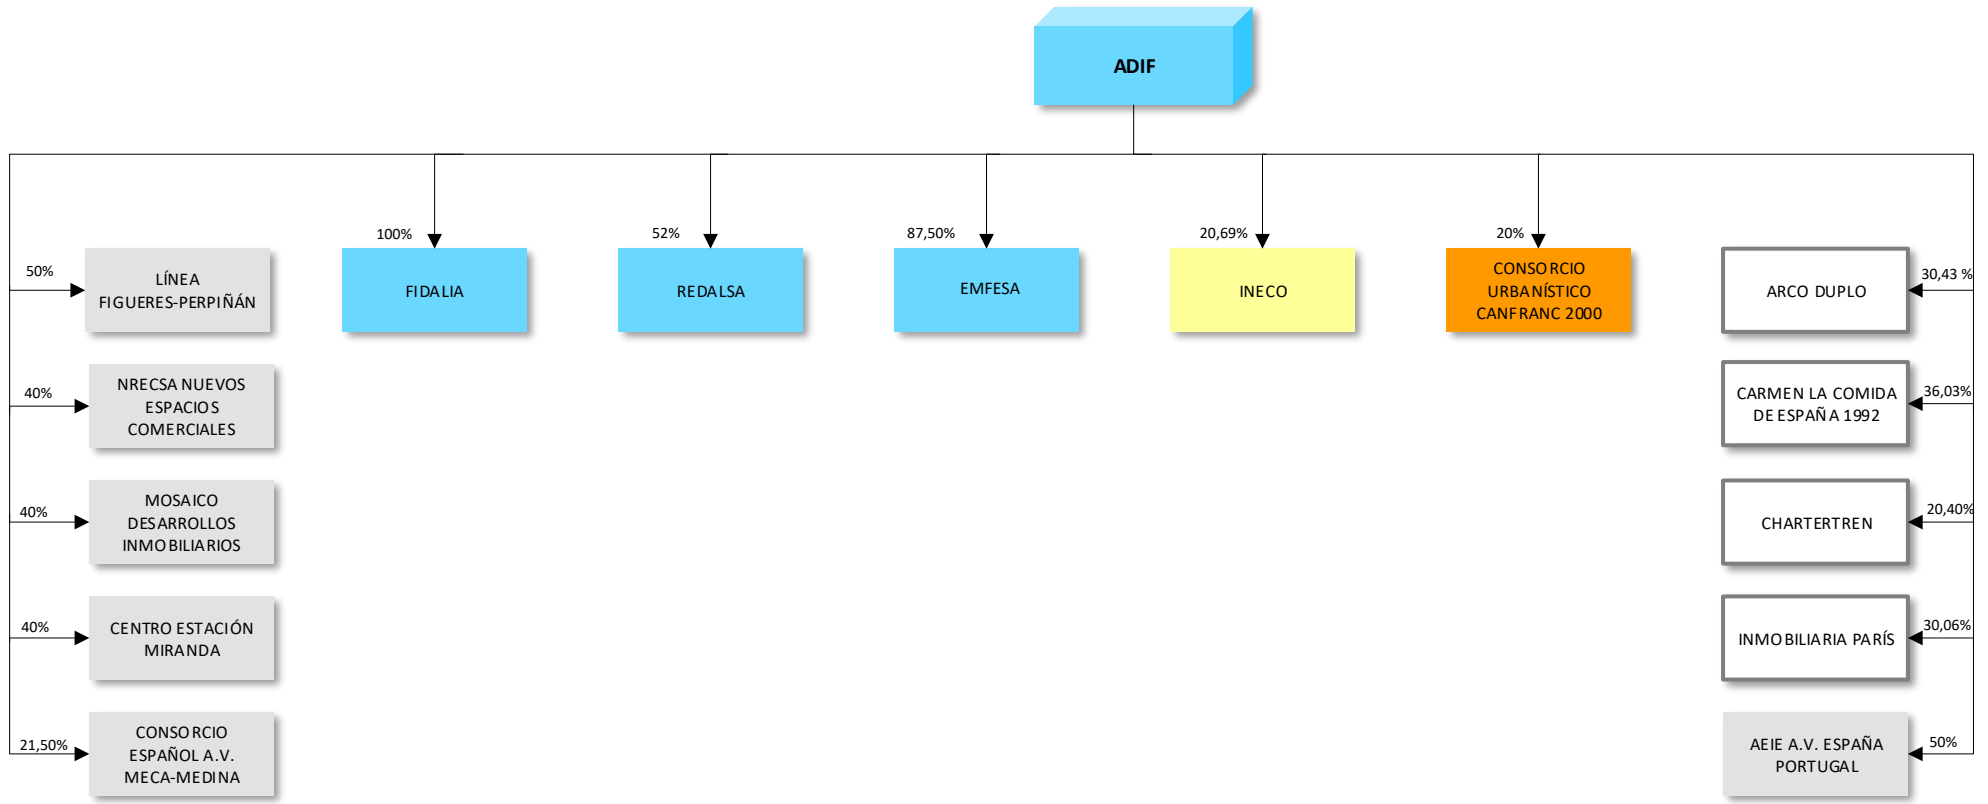 ADIF
100%
52%
87,50%
20,69%
20%
50%
LÍNEA
FIGUERES-PERPIÑÁN
FIDALIA
REDALSA
EMFESA
INECO
CONSORCIO
URBANÍSTICO
CANFRANC 2000
ARCO DUPLO
30,43 %
40%
NRECSA NUEVOS
ESPACIOS
COMERCIALES
CARMEN LA COMIDA
DE ESPAÑA 1992
36,03%
40%
MOSAICO
DESARROLLOS
INMOBILIARIOS
CHARTERTREN
20,40%
40%
CENTRO ESTACIÓN
MIRANDA
INMOBILIARIA PARÍS
30,06%
21,50%
CONSORCIO
ESPAÑOL A.V.
MECA-MEDINA
AEIE A.V. ESPAÑA
PORTUGAL
50%